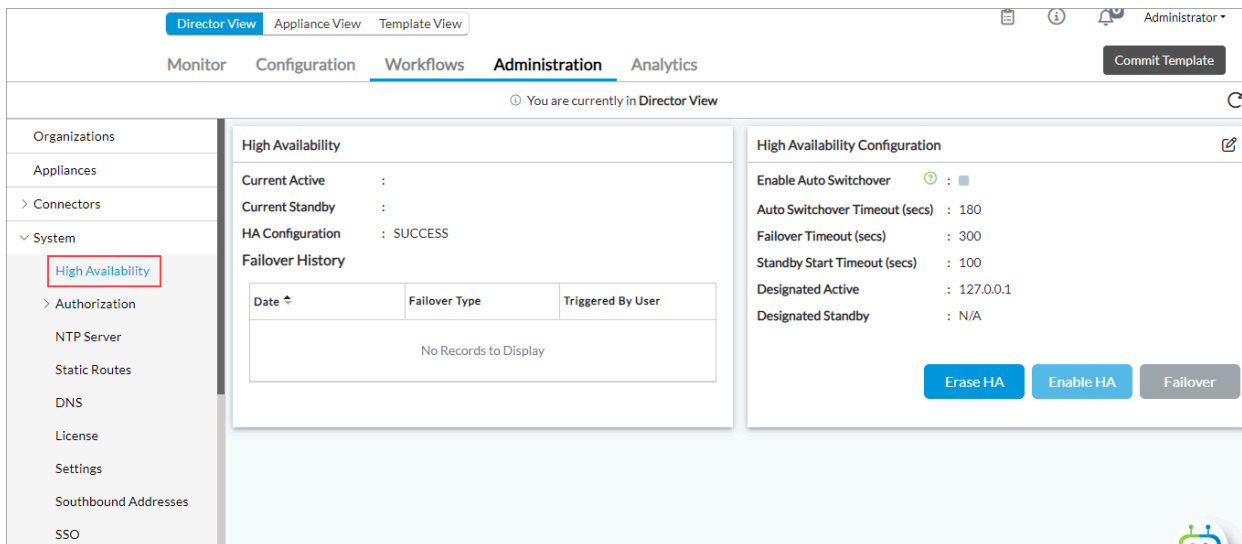 Director View Appliance View Template View Administrator
Monitor Configuration Workflows Administration Analytics Commit Template
You are currently in Director View
Organizations
Appliances
Connectors
System
High Availability
Authorization
NTP Server
Static Routes
DNS
License
Settings
Southbound Addresses
SSO
High Availability
Current Active :
Current Standby :
HA Configuration : SUCCESS
Failover History
Date Failover Type Triggered By User
No Records to Display
High Availability Configuration
Enable Auto Switchover ? :
Auto Switchover Timeout (secs) : 180
Failover Timeout (secs) : 300
Standby Start Timeout (secs) : 100
Designated Active : 127.0.0.1
Designated Standby : N/A
Erase HA Enable HA Failover